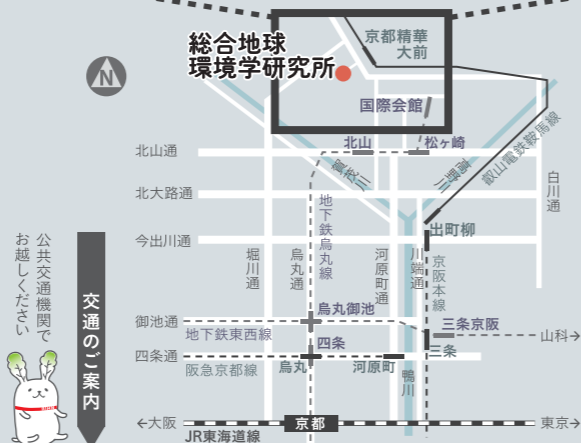 総合地球
環境学研究所
京都精華
大前
国際会館
N
北山
松ヶ崎
北山通
賀茂川
高野川
叡山電鉄鞍馬線
白川通
北大路通
地下鉄烏丸線
今出川通
出町柳
堀川通
烏丸通
河原町通
川端通
京阪本線
公共交通機関で
お越しください
交通のご案内
御池通
烏丸御池
三条京阪
地下鉄東西線
山科→
四条通
四条
三条
阪急京都線
烏丸
河原町
鴨川
←大阪
京都
東京→
JR東海道線